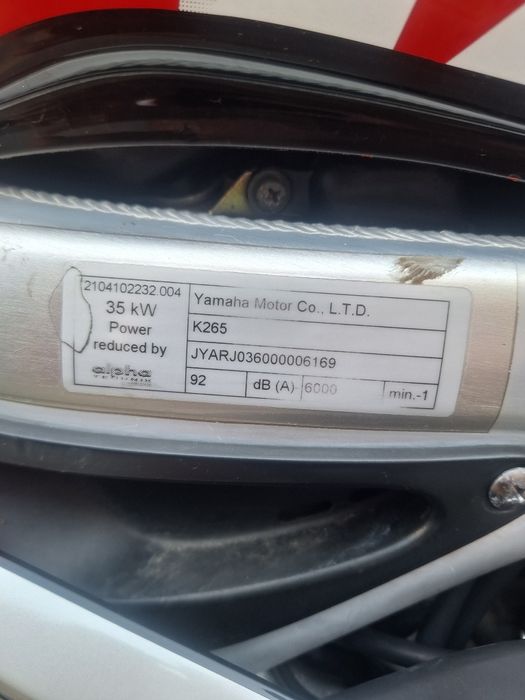 2104102232.004
35 kW
Power
reduced by
alpha
Yamaha Motor Co., L.T.D.
K265
JYARJ036000006169
92 dB (A) 6000 min.-1